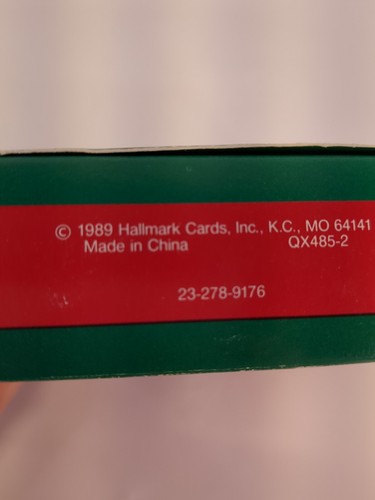 © 1989 Hallmark Cards, Inc., K.C., MO 64141
Made in China QX485-2
23-278-9176